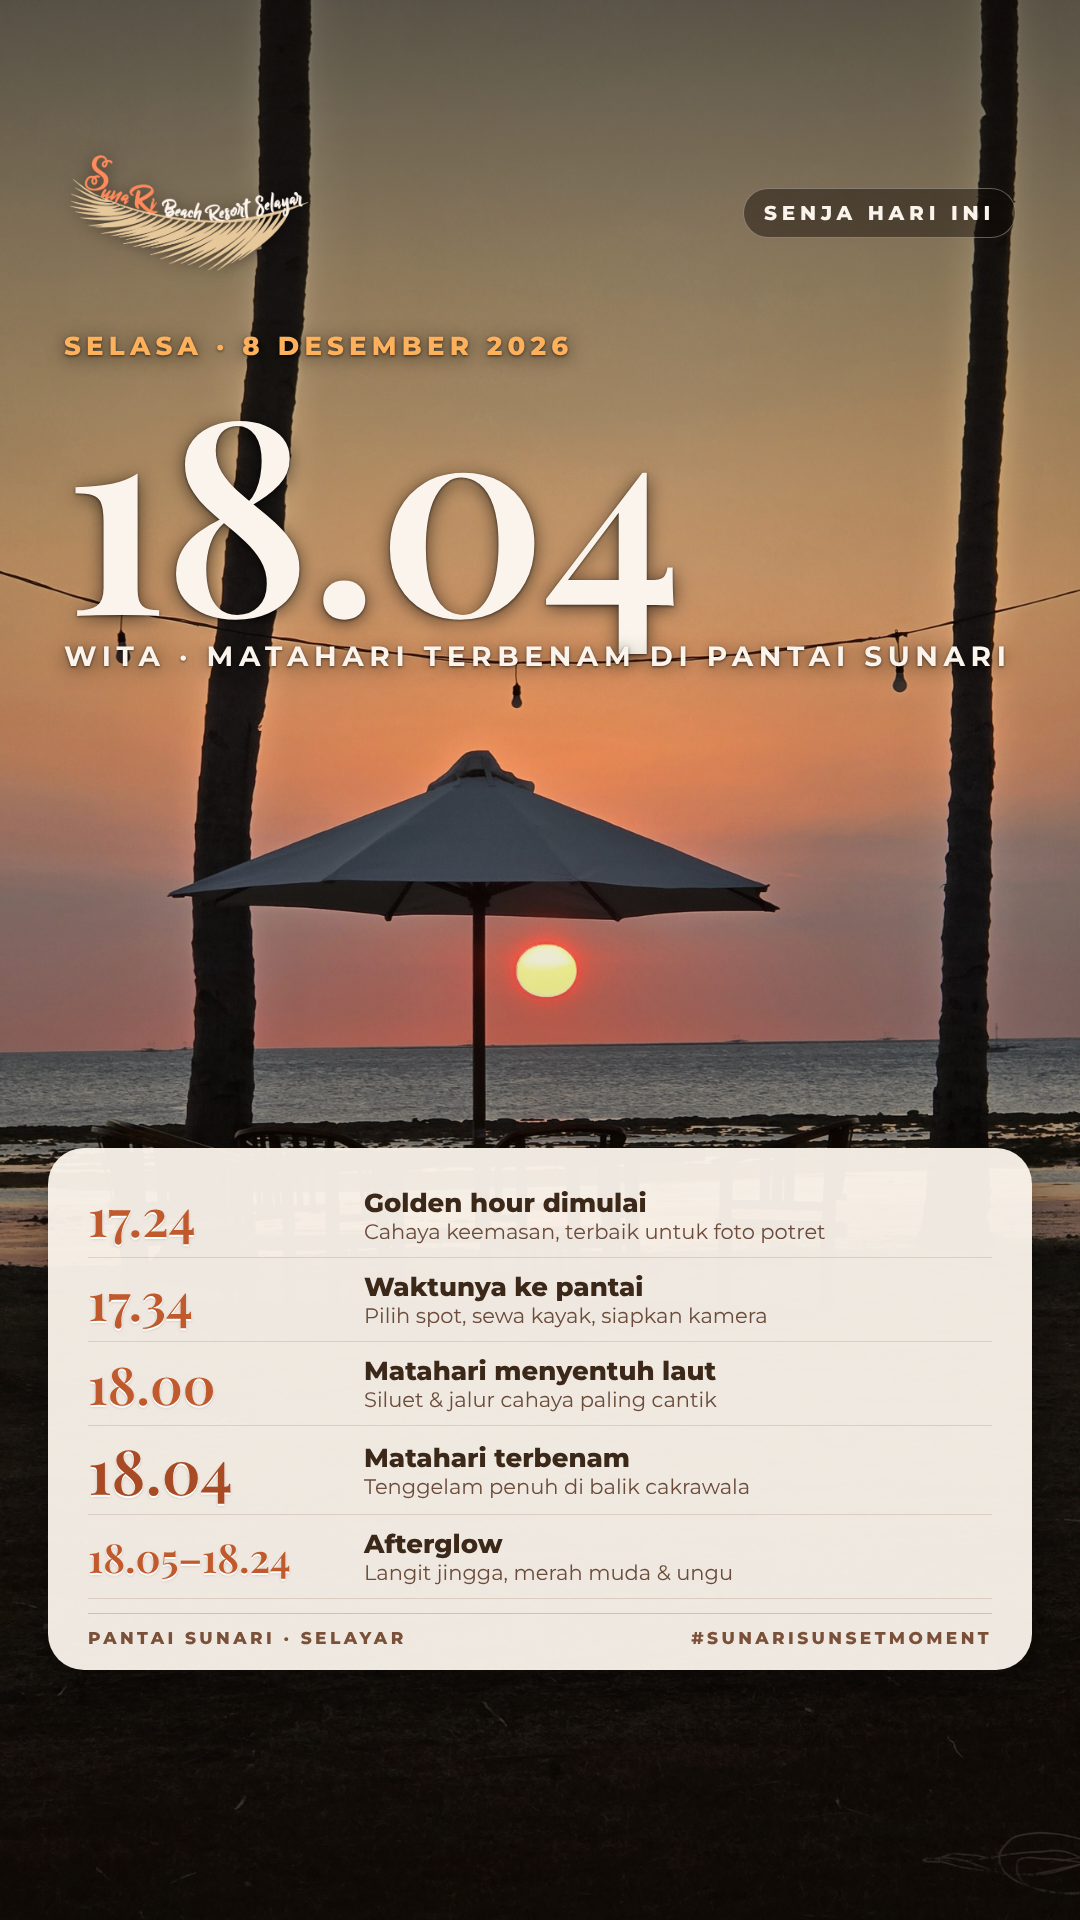 SunaRi Beach Resort Selayar
SENJA HARI INI
SELASA · 8 DESEMBER 2026
18.04
WITA · MATAHARI TERBENAM DI PANTAI SUNARI
17.24
Golden hour dimulai
Cahaya keemasan, terbaik untuk foto potret
17.34
Waktunya ke pantai
Pilih spot, sewa kayak, siapkan kamera
18.00
Matahari menyentuh laut
Siluet & jalur cahaya paling cantik
18.04
Matahari terbenam
Tenggelam penuh di balik cakrawala
18.05–18.24
Afterglow
Langit jingga, merah muda & ungu
PANTAI SUNARI · SELAYAR
#SUNARISUNSETMOMENT